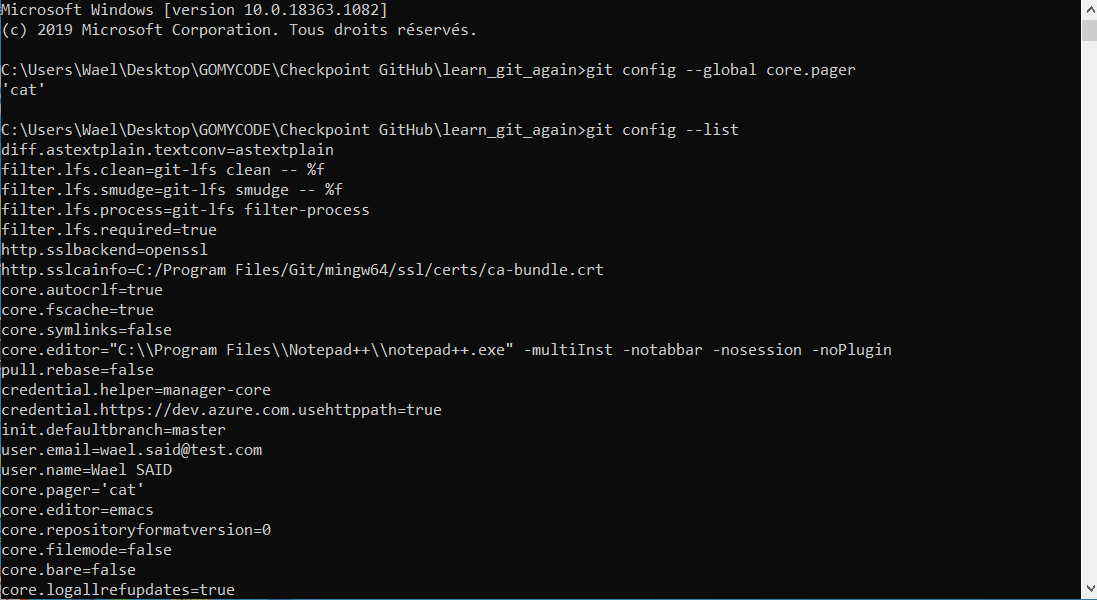 Microsoft Windows [version 10.0.18363.1082]
(c) 2019 Microsoft Corporation. Tous droits réservés.
C:\Users\Wael\Desktop\GOMYCODE\Checkpoint GitHub\learn_git_again>git config --global core.pager
'cat'
C:\Users\Wael\Desktop\GOMYCODE\Checkpoint GitHub\learn_git_again>git config --list
diff.astextplain.textconv=astextplain
filter.lfs.clean=git-lfs clean -- %f
filter.lfs.smudge=git-lfs smudge -- %f
filter.lfs.process=git-lfs filter-process
filter.lfs.required=true
http.sslbackend=openssl
http.sslcainfo=C:/Program Files/Git/mingw64/ssl/certs/ca-bundle.crt
core.autocrlf=true
core.fscache=true
core.symlinks=false
core.editor="C:\\Program Files\\Notepad++\\notepad++.exe" -multiInst -notabbar -nosession -noPlugin
pull.rebase=false
credential.helper=manager-core
credential.https://dev.azure.com.usehttppath=true
init.defaultbranch=master
user.email=wael.said@test.com
user.name=Wael SAID
core.pager='cat'
core.editor=emacs
core.repositoryformatversion=0
core.filemode=false
core.bare=false
core.logallrefupdates=true